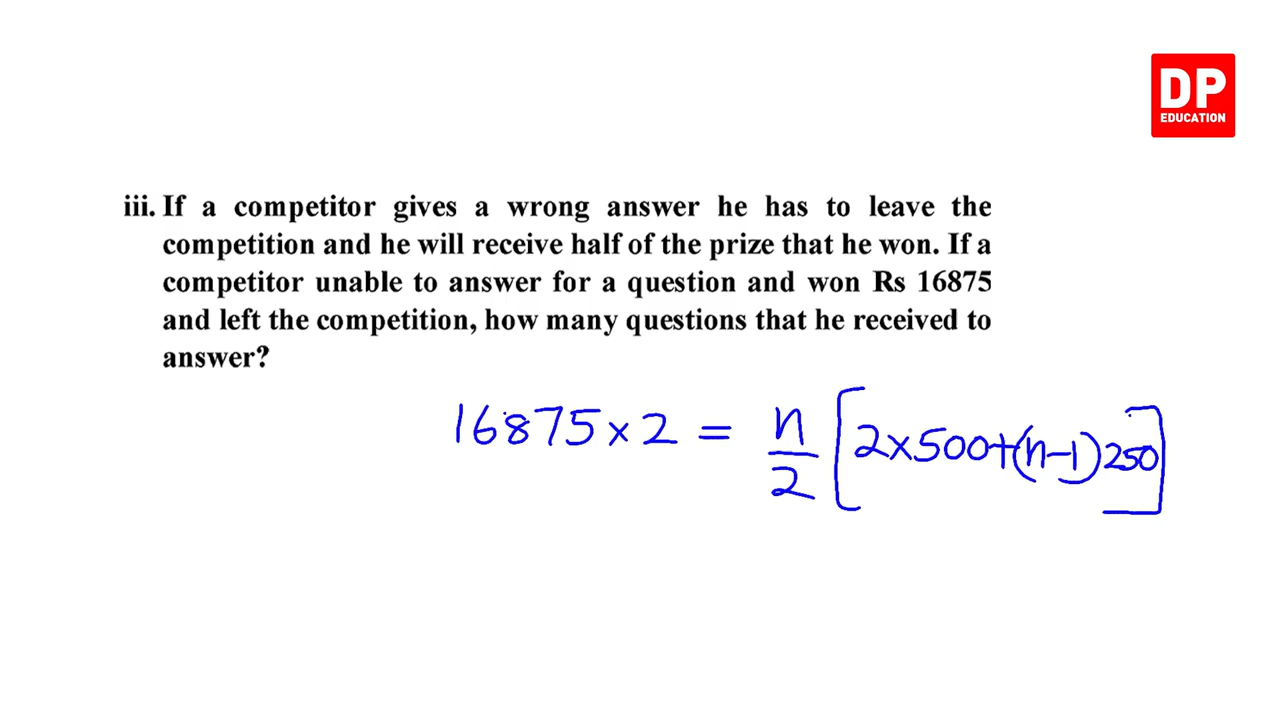 DP
EDUCATION
iii. If a competitor gives a wrong answer he has to leave the
competition and he will receive half of the prize that he won. If a
competitor unable to answer for a question and won Rs 16875
and left the competition, how many questions that he received to
answer?
16875 × 2 = n/2 [2×500+(n-1)250]